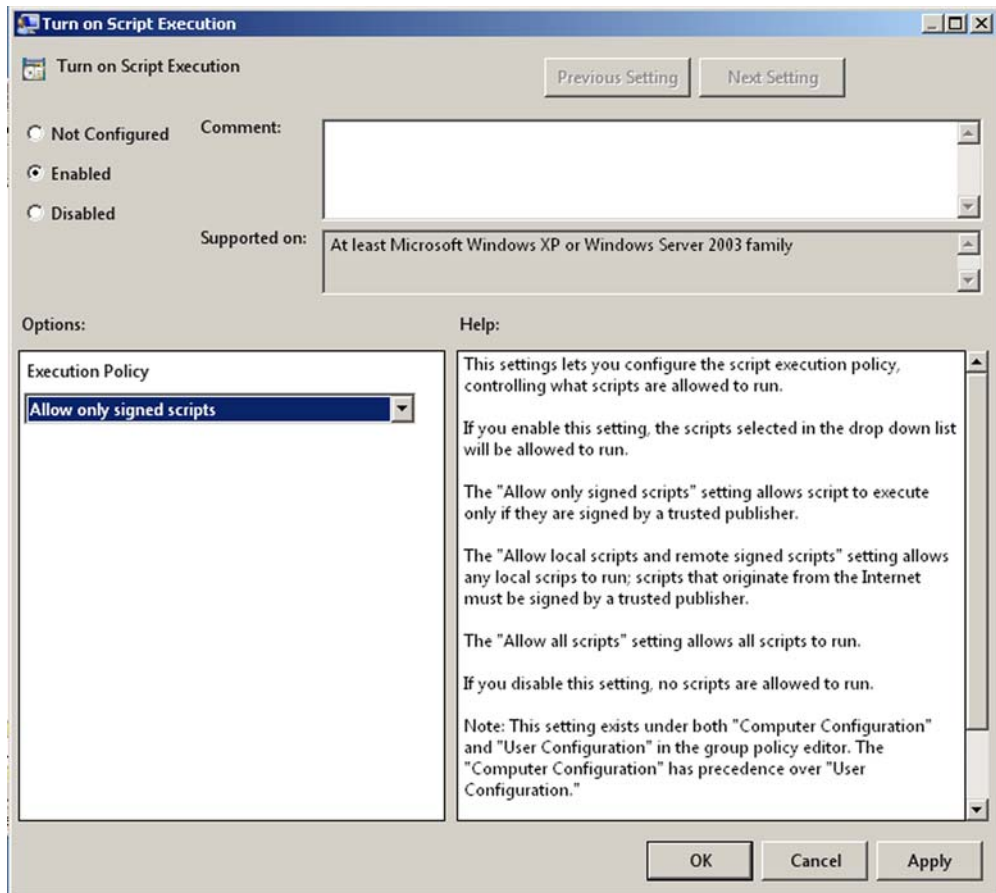 Turn on Script Execution
Turn on Script Execution
Previous Setting
Next Setting
Not Configured
Comment:
Enabled
Disabled
Supported on:
At least Microsoft Windows XP or Windows Server 2003 family
Options:
Help:
Execution Policy
Allow only signed scripts
This settings lets you configure the script execution policy,
controlling what scripts are allowed to run.
If you enable this setting, the scripts selected in the drop down list
will be allowed to run.
The "Allow only signed scripts" setting allows script to execute
only if they are signed by a trusted publisher.
The "Allow local scripts and remote signed scripts" setting allows
any local scrips to run; scripts that originate from the Internet
must be signed by a trusted publisher.
The "Allow all scripts" setting allows all scripts to run.
If you disable this setting, no scripts are allowed to run.
Note: This setting exists under both "Computer Configuration"
and "User Configuration" in the group policy editor. The
"Computer Configuration" has precedence over "User
Configuration."
OK
Cancel
Apply